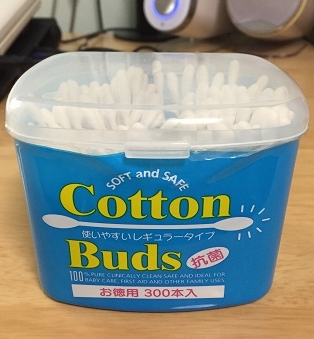 SOFT and SAFE
Cotton
使いやすいレギュラータイプ
Buds 抗菌
100% PURE CLINICALLY CLEAN SAFE AND IDEAL FOR
BABY CARE, FIRST AID AND OTHER FAMILY USES
お徳用 300本入